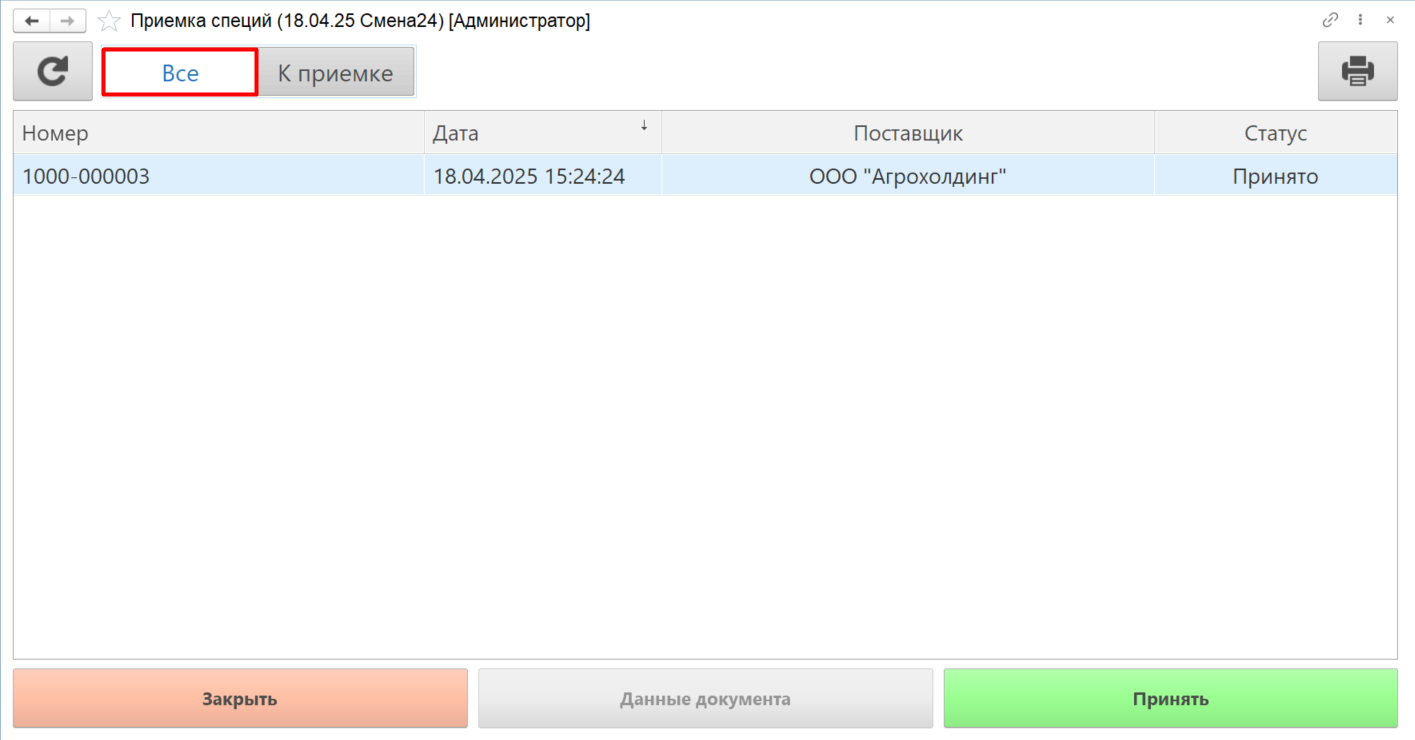 Приемка специй (18.04.25 Смена24) [Администратор]
Все К приемке
Номер Дата Поставщик Статус
1000-000003 18.04.2025 15:24:24 ООО "Агрохолдинг" Принято
Закрыть Данные документа Принять